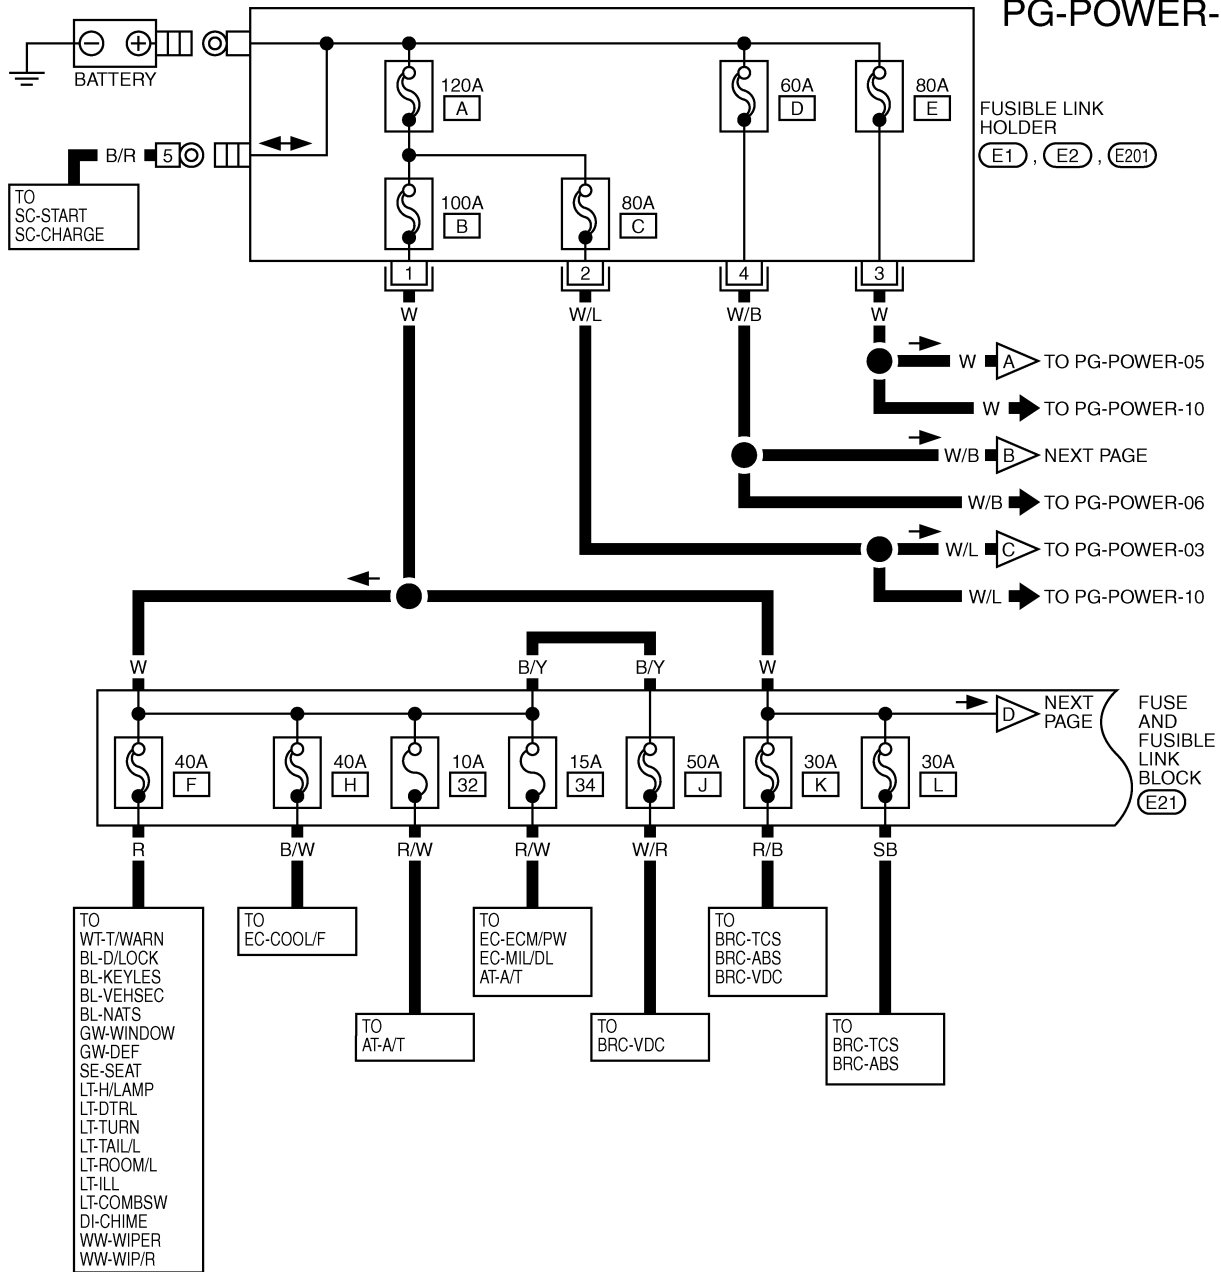 PG-POWER-
BATTERY
120A
A
60A
D
80A
E
FUSIBLE LINK
HOLDER
E1 , E2 , E201
B/R
5
TO
SC-START
SC-CHARGE
100A
B
80A
C
1
2
4
3
W
W/L
W/B
W
W
A
TO PG-POWER-05
W
TO PG-POWER-10
W/B
B
NEXT PAGE
W/B
TO PG-POWER-06
W/L
C
TO PG-POWER-03
W/L
TO PG-POWER-10
W
B/Y
B/Y
W
D
NEXT
PAGE
FUSE
AND
FUSIBLE
LINK
BLOCK
E21
40A
F
40A
H
10A
32
15A
34
50A
J
30A
K
30A
L
R
B/W
R/W
R/W
W/R
R/B
SB
TO
WT-T/WARN
BL-D/LOCK
BL-KEYLES
BL-VEHSEC
BL-NATS
GW-WINDOW
GW-DEF
SE-SEAT
LT-H/LAMP
LT-DTRL
LT-TURN
LT-TAIL/L
LT-ROOM/L
LT-ILL
LT-COMBSW
DI-CHIME
WW-WIPER
WW-WIP/R
TO
EC-COOL/F
TO
AT-A/T
TO
EC-ECM/PW
EC-MIL/DL
AT-A/T
TO
BRC-VDC
TO
BRC-TCS
BRC-ABS
BRC-VDC
TO
BRC-TCS
BRC-ABS